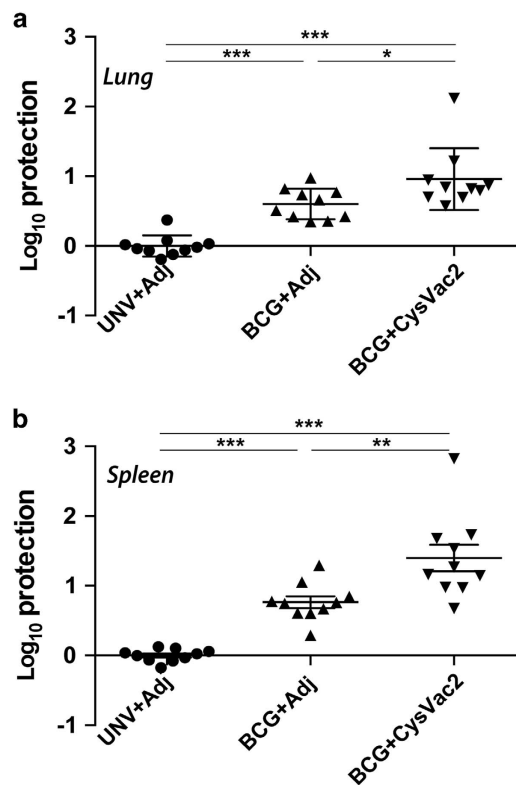 a
***
*** *
Lung
Log10 protection
3
2
1
0
-1
UNV+Adj
BCG+Adj
BCG+CysVac2
b
***
*** **
Spleen
Log10 protection
3
2
1
0
-1
UNV+Adj
BCG+Adj
BCG+CysVac2